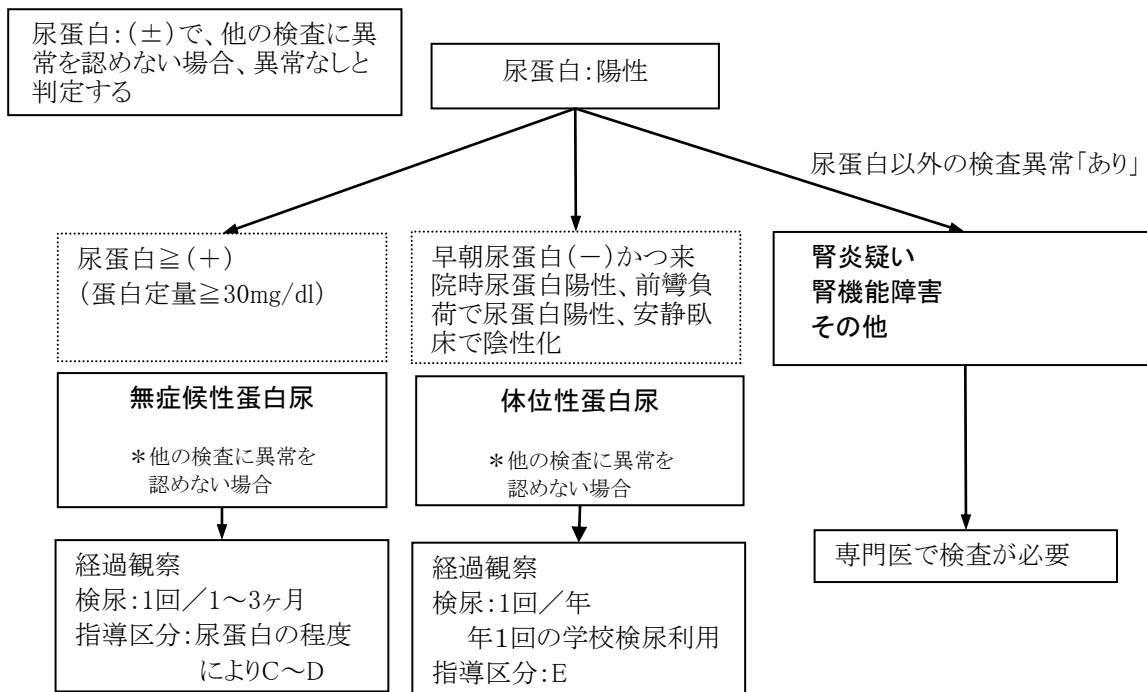 尿蛋白:(±)で、他の検査に異
常を認めない場合、異常なしと
判定する
尿蛋白:陽性
尿蛋白以外の検査異常「あり」
尿蛋白≧(+)
(蛋白定量≧30mg/dl)
早朝尿蛋白(-)かつ来
院時尿蛋白陽性、前彎負
荷で尿蛋白陽性、安静臥
床で陰性化
腎炎疑い
腎機能障害
その他
無症候性蛋白尿
*他の検査に異常を
認めない場合
体位性蛋白尿
*他の検査に異常を
認めない場合
経過観察
検尿:1回/1~3ヶ月
指導区分:尿蛋白の程度
によりC~D
経過観察
検尿:1回/年
年1回の学校検尿利用
指導区分:E
専門医で検査が必要